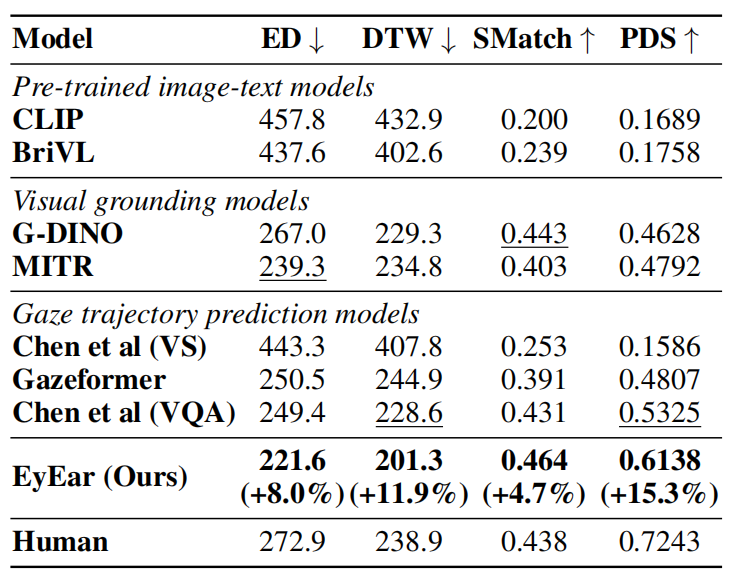 Model ED ↓ DTW ↓ SMatch ↑ PDS ↑
Pre-trained image-text models
CLIP 457.8 432.9 0.200 0.1689
BriVL 437.6 402.6 0.239 0.1758
Visual grounding models
G-DINO 267.0 229.3 0.443 0.4628
MITR 239.3 234.8 0.403 0.4792
Gaze trajectory prediction models
Chen et al (VS) 443.3 407.8 0.253 0.1586
Gazeformer 250.5 244.9 0.391 0.4807
Chen et al (VQA) 249.4 228.6 0.431 0.5325
EyEar (Ours) 221.6 201.3 0.464 0.6138
(+8.0%) (+11.9%) (+4.7%) (+15.3%)
Human 272.9 238.9 0.438 0.7243